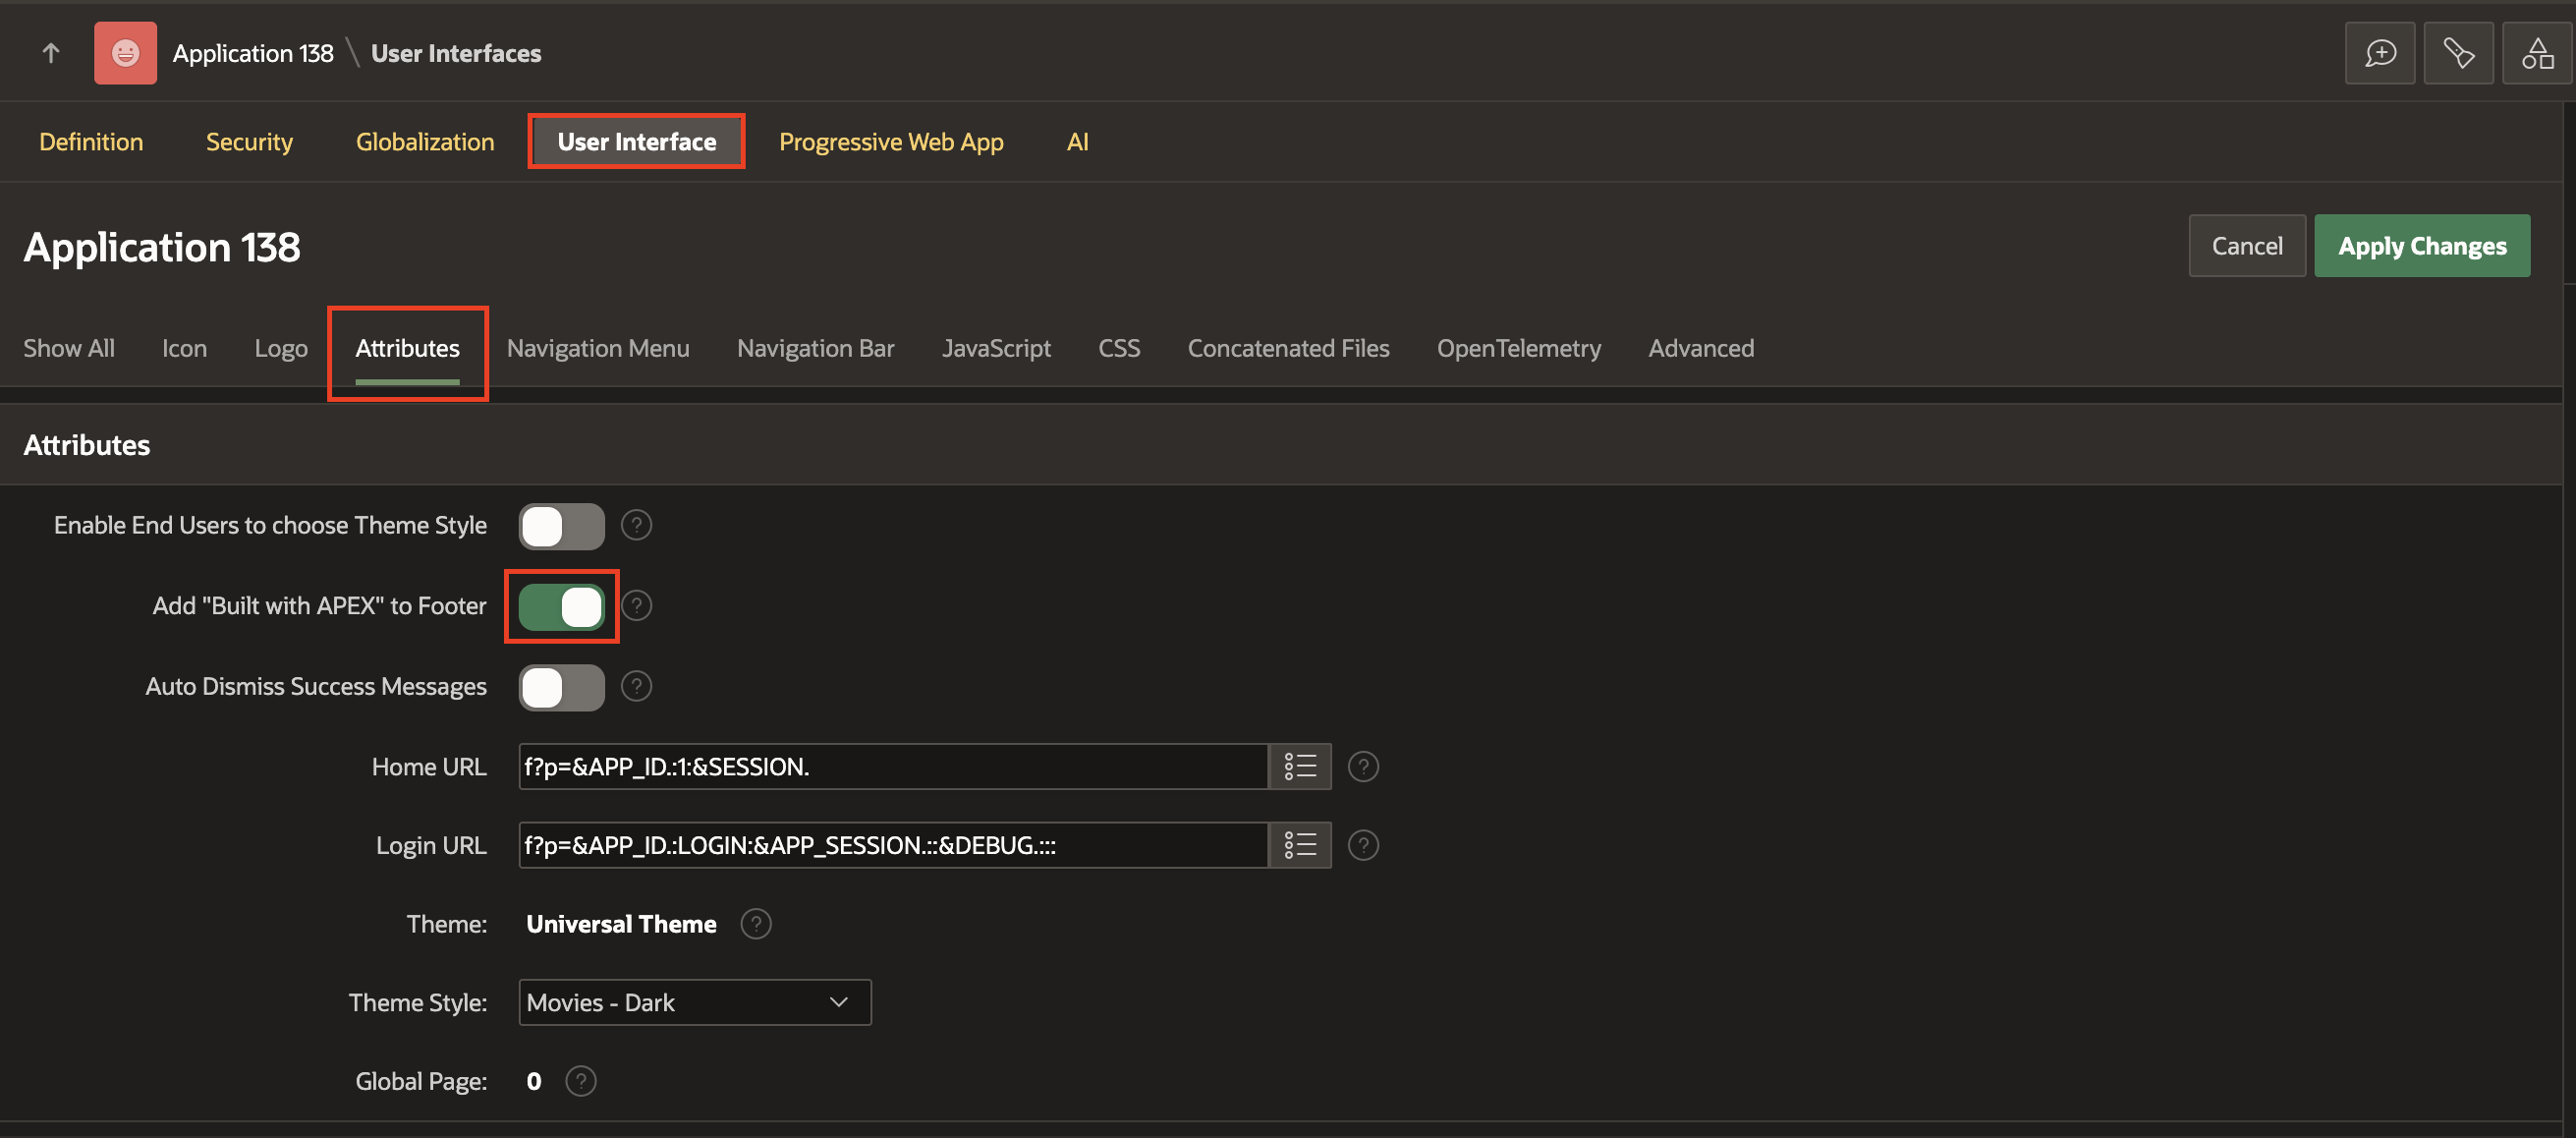 Application 138 \ User Interfaces
Definition Security Globalization User Interface Progressive Web App AI
Application 138 Cancel Apply Changes
Show All Icon Logo Attributes Navigation Menu Navigation Bar JavaScript CSS Concatenated Files OpenTelemetry Advanced
Attributes
Enable End Users to choose Theme Style ?
Add "Built with APEX" to Footer ?
Auto Dismiss Success Messages ?
Home URL f?p=&APP_ID.:1:&SESSION. ?
Login URL f?p=&APP_ID.:LOGIN:&APP_SESSION.:::&DEBUG.:::: ?
Theme: Universal Theme ?
Theme Style: Movies - Dark
Global Page: 0 ?